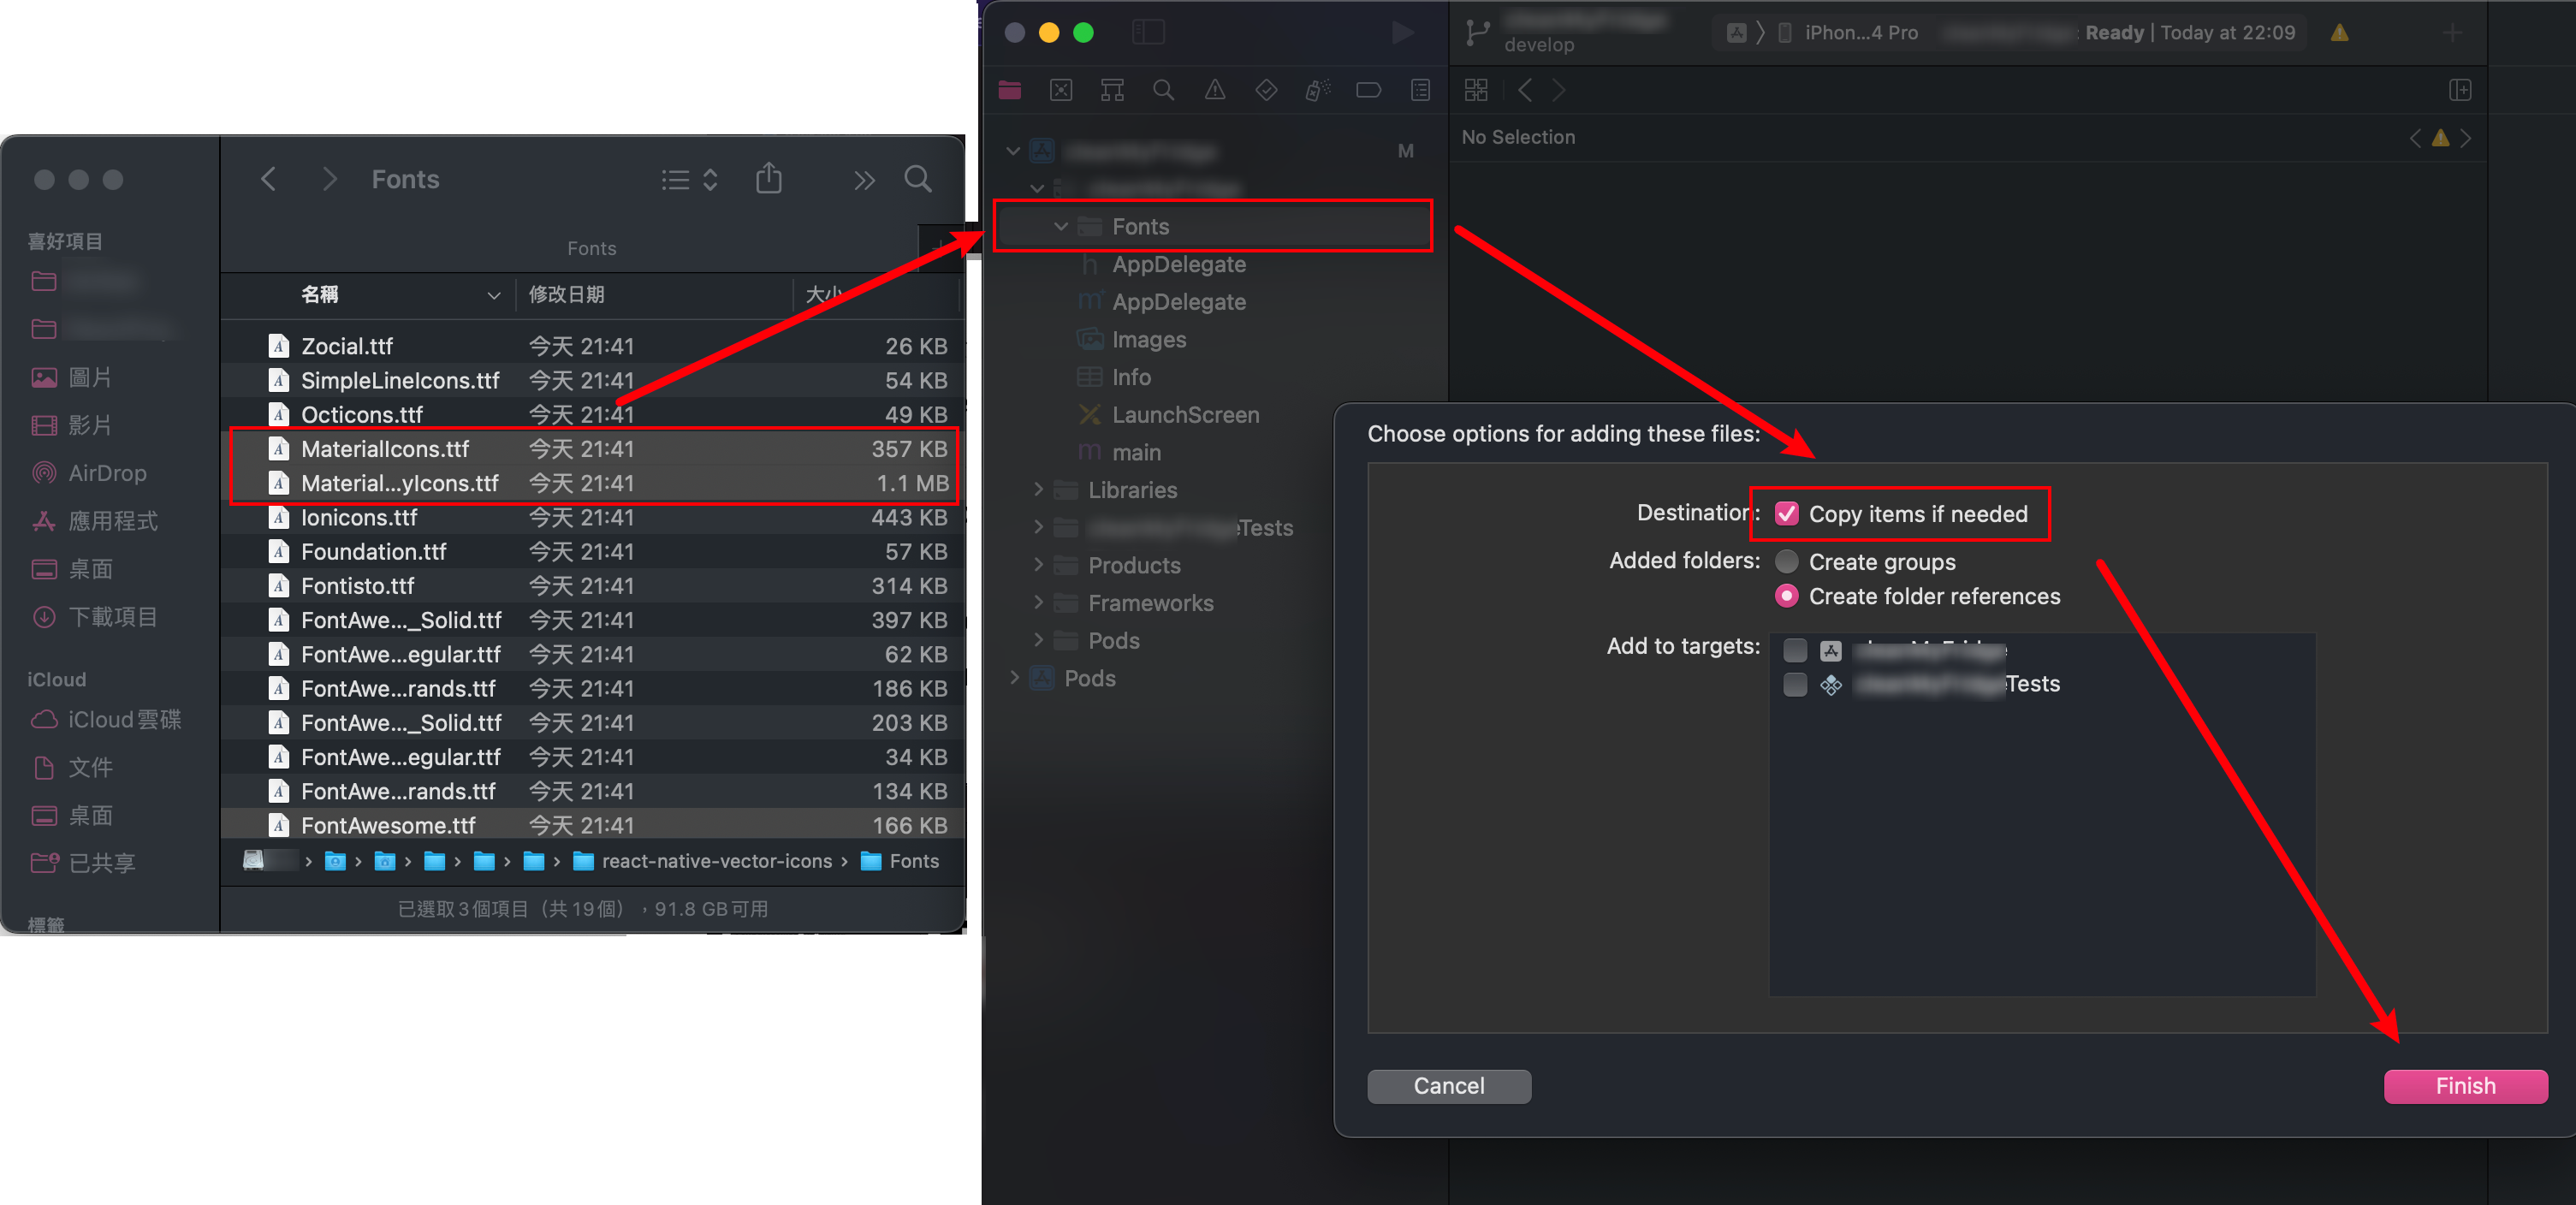 Fonts
喜好項目
Fonts
名稱
修改日期
大小
圖片
影片
AirDrop
應用程式
桌面
下載項目
iCloud
iCloud雲碟
文件
桌面
已共享
標籤
Zocial.ttf 今天 21:41 26 KB
SimpleLineIcons.ttf 今天 21:41 54 KB
Octicons.ttf 今天 21:41 49 KB
MaterialIcons.ttf 今天 21:41 357 KB
Material...yIcons.ttf 今天 21:41 1.1 MB
Ionicons.ttf 今天 21:41 443 KB
Foundation.ttf 今天 21:41 57 KB
Fontisto.ttf 今天 21:41 314 KB
FontAwe..._Solid.ttf 今天 21:41 397 KB
FontAwe...egular.ttf 今天 21:41 62 KB
FontAwe...rands.ttf 今天 21:41 186 KB
FontAwe..._Solid.ttf 今天 21:41 203 KB
FontAwe...egular.ttf 今天 21:41 34 KB
FontAwe...rands.ttf 今天 21:41 134 KB
FontAwesome.ttf 今天 21:41 166 KB
react-native-vector-icons › Fonts
已選取 3 個項目（共 19 個），91.8 GB 可用
develop
iPhon...4 Pro
Ready | Today at 22:09
No Selection
M
Fonts
h AppDelegate
m AppDelegate
Images
Info
LaunchScreen
m main
Libraries
Tests
Products
Frameworks
Pods
Pods
Choose options for adding these files:
Destination: Copy items if needed
Added folders: Create groups
Create folder references
Add to targets:
Tests
Cancel
Finish